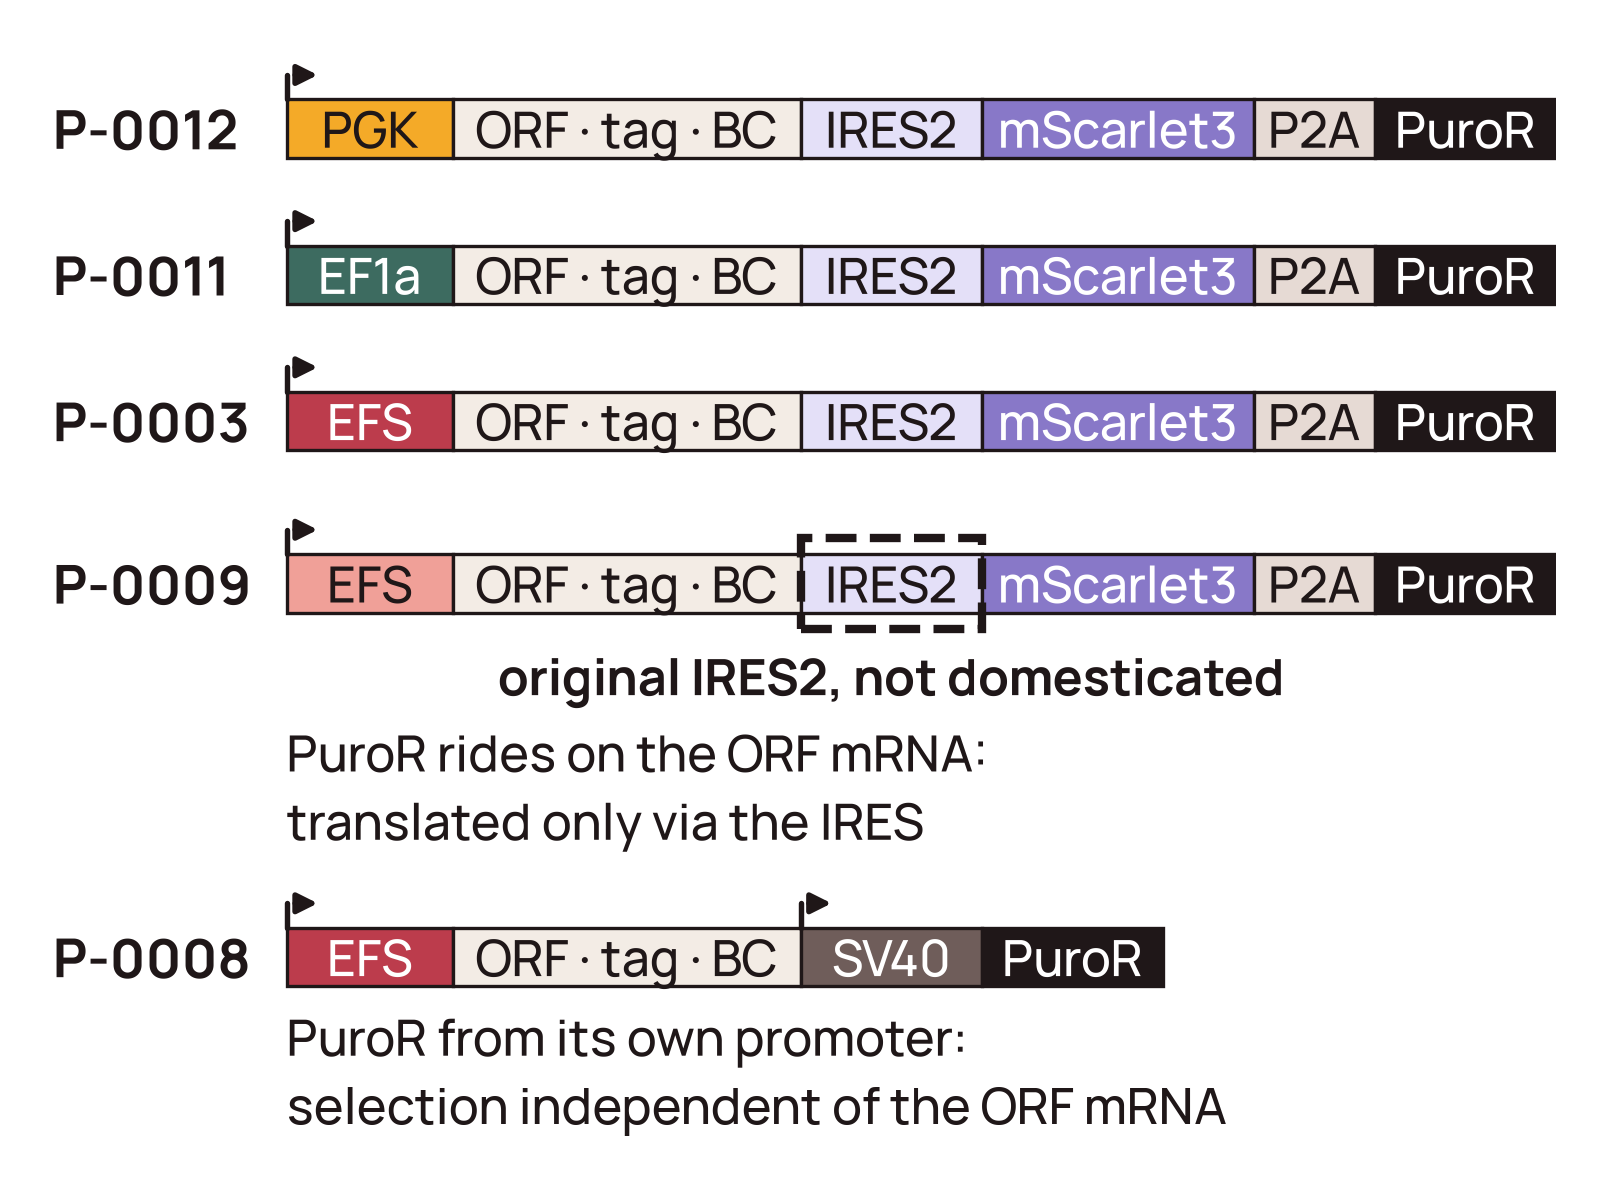 P-0012 PGK ORF · tag · BC IRES2 mScarlet3 P2A PuroR
P-0011 EF1a ORF · tag · BC IRES2 mScarlet3 P2A PuroR
P-0003 EFS ORF · tag · BC IRES2 mScarlet3 P2A PuroR
P-0009 EFS ORF · tag · BC IRES2 mScarlet3 P2A PuroR
original IRES2, not domesticated
PuroR rides on the ORF mRNA:
translated only via the IRES
P-0008 EFS ORF · tag · BC SV40 PuroR
PuroR from its own promoter:
selection independent of the ORF mRNA